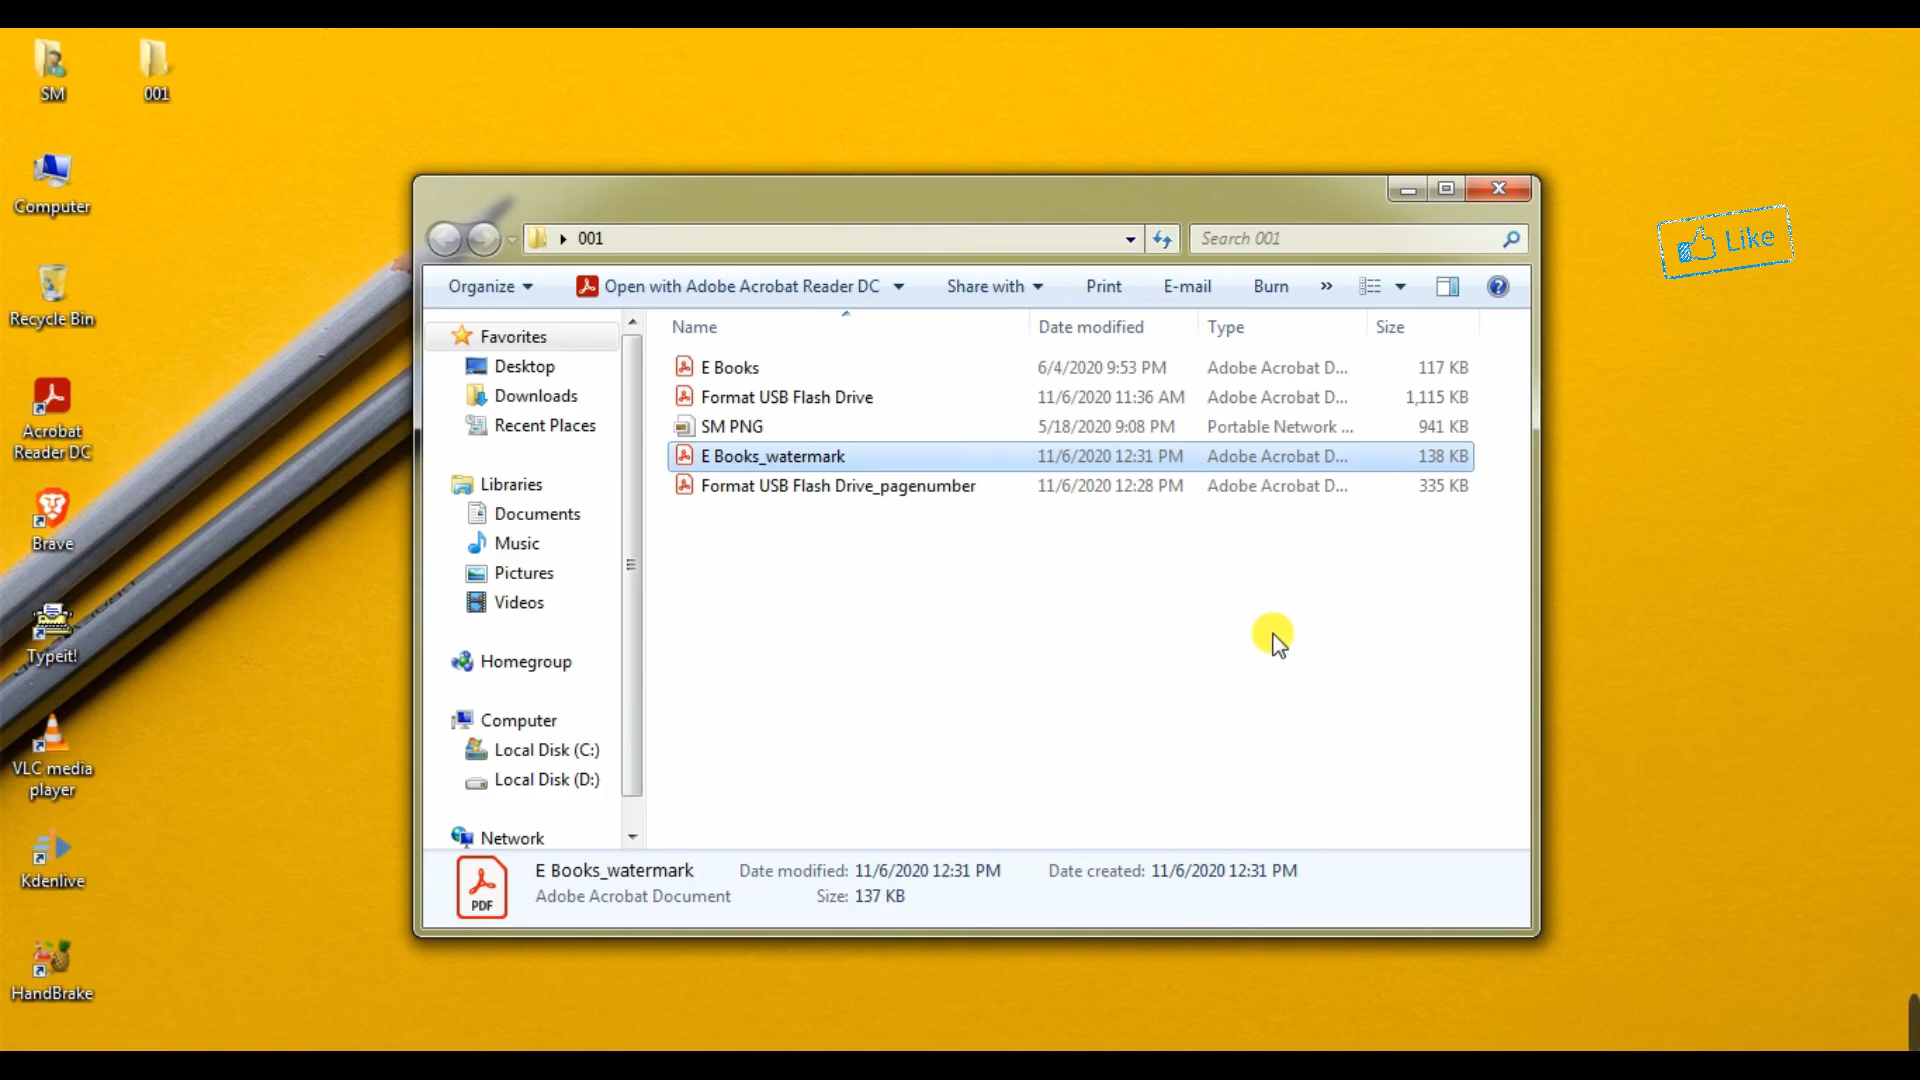 SM
001
Computer
Recycle Bin
Acrobat
Reader DC
Brave
Typeit!
VLC media
player
Kdenlive
HandBrake
001
Search 001
Like
Organize
Open with Adobe Acrobat Reader DC
Share with
Print
E-mail
Burn
»
Favorites
Desktop
Downloads
Recent Places
Libraries
Documents
Music
Pictures
Videos
Homegroup
Computer
Local Disk (C:)
Local Disk (D:)
Network
Name Date modified Type Size
E Books 6/4/2020 9:53 PM Adobe Acrobat D... 117 KB
Format USB Flash Drive 11/6/2020 11:36 AM Adobe Acrobat D... 1,115 KB
SM PNG 5/18/2020 9:08 PM Portable Network ... 941 KB
E Books_watermark 11/6/2020 12:31 PM Adobe Acrobat D... 138 KB
Format USB Flash Drive_pagenumber 11/6/2020 12:28 PM Adobe Acrobat D... 335 KB
PDF
E Books_watermark Date modified: 11/6/2020 12:31 PM Date created: 11/6/2020 12:31 PM
Adobe Acrobat Document Size: 137 KB